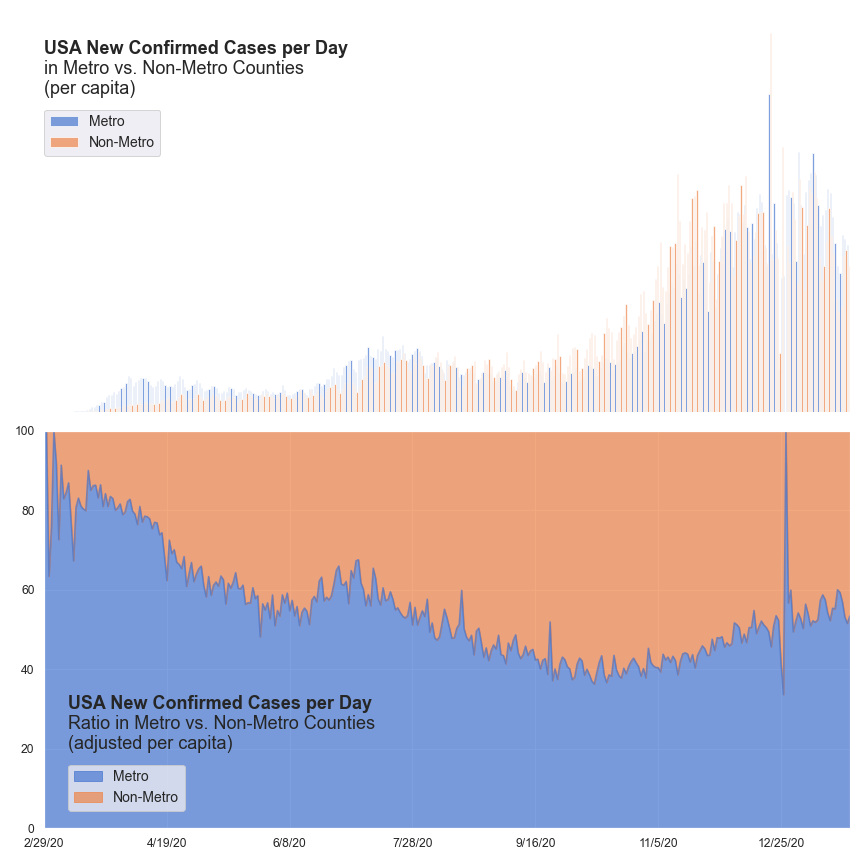 USA New Confirmed Cases per Day
in Metro vs. Non-Metro Counties
(per capita)
Metro
Non-Metro
100
80
60
40
20
0
USA New Confirmed Cases per Day
Ratio in Metro vs. Non-Metro Counties
(adjusted per capita)
Metro
Non-Metro
2/29/20 4/19/20 6/8/20 7/28/20 9/16/20 11/5/20 12/25/20